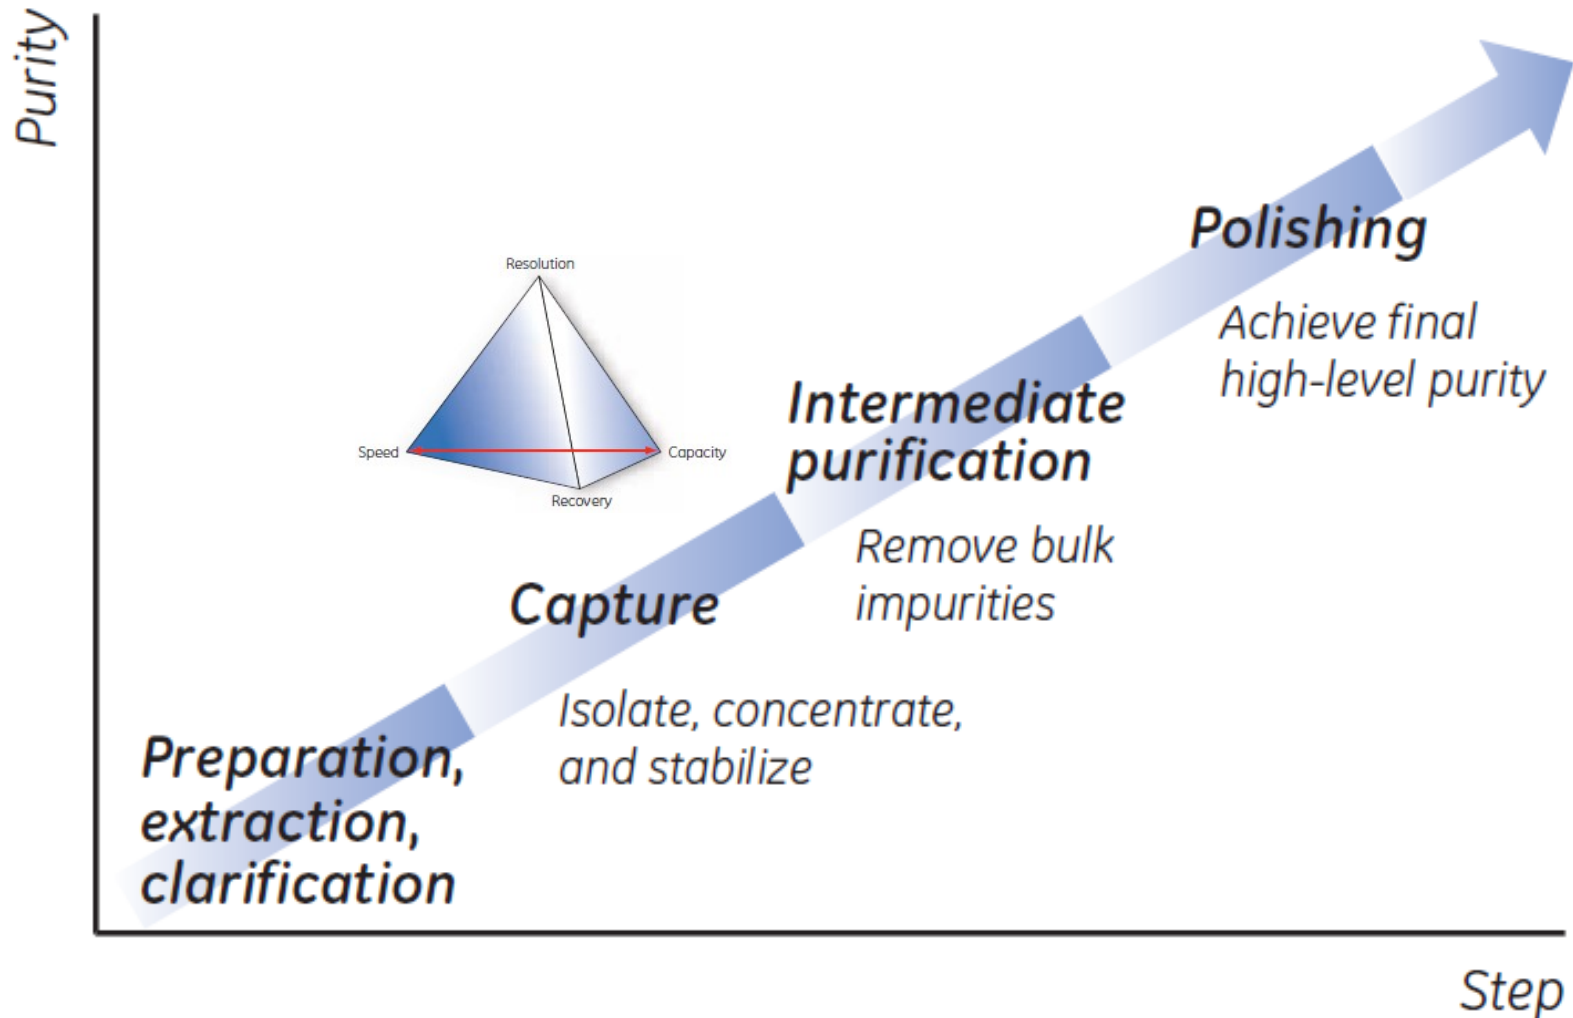 Purity
Resolution
Speed
Capacity
Recovery
Polishing
Achieve final
high-level purity
Intermediate
purification
Remove bulk
impurities
Capture
Isolate, concentrate,
and stabilize
Preparation,
extraction,
clarification
Step